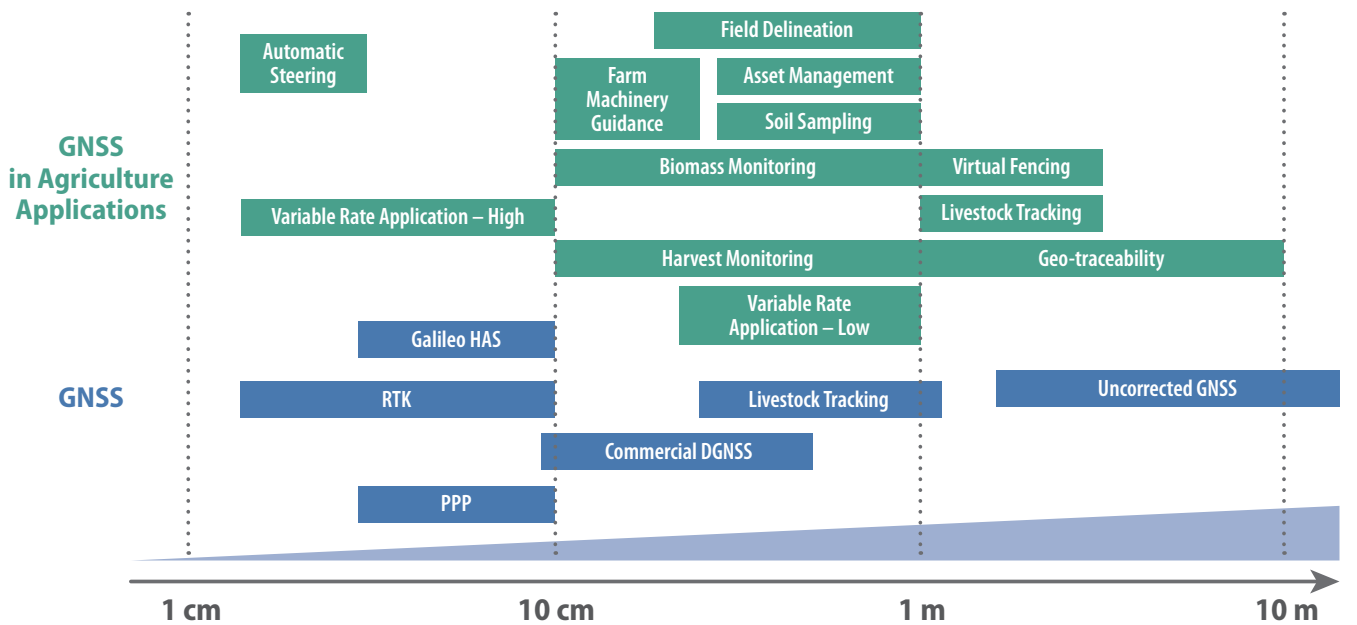 Field Delineation
Automatic
Steering
Farm
Machinery
Guidance
Asset Management
Soil Sampling
GNSS
in Agriculture
Applications
Biomass Monitoring
Virtual Fencing
Variable Rate Application – High
Livestock Tracking
Harvest Monitoring
Geo-traceability
Variable Rate
Application – Low
Galileo HAS
GNSS
RTK
Livestock Tracking
Uncorrected GNSS
Commercial DGNSS
PPP
1 cm
10 cm
1 m
10 m